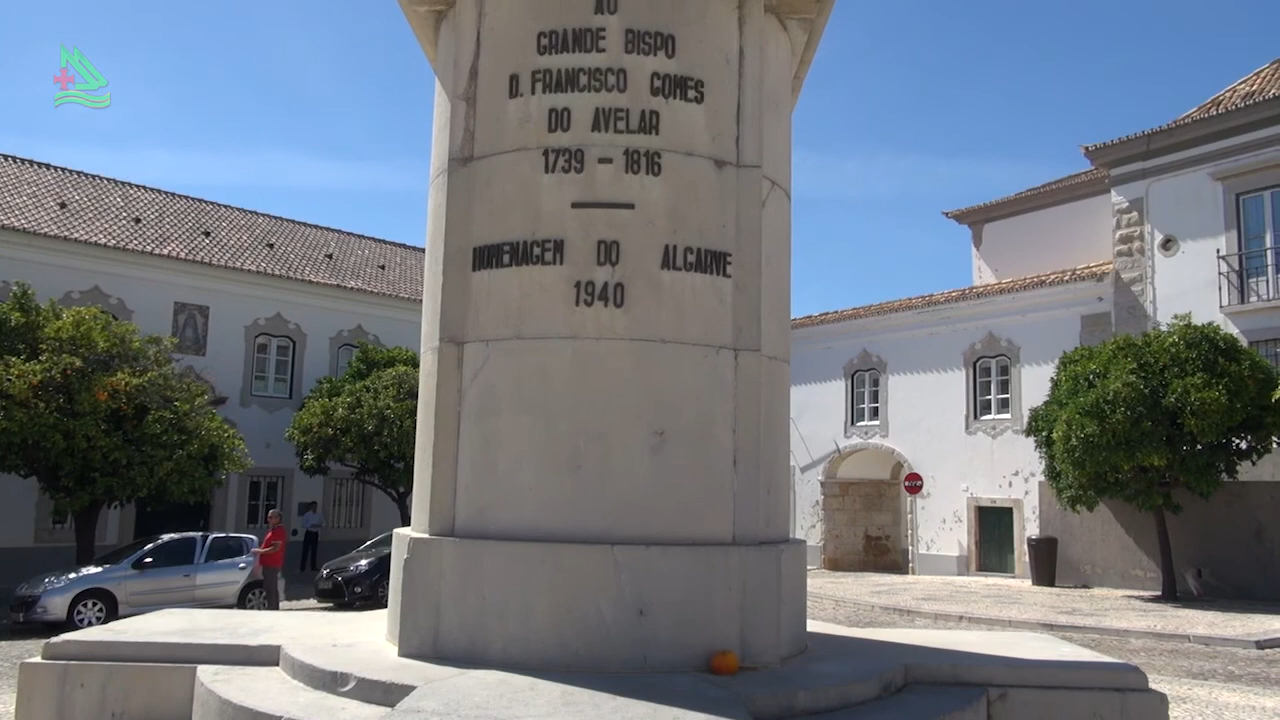 AO
GRANDE BISPO
D. FRANCISCO GOMES
DO AVELAR
1739 - 1816
HOMENAGEM DO ALGARVE
1940